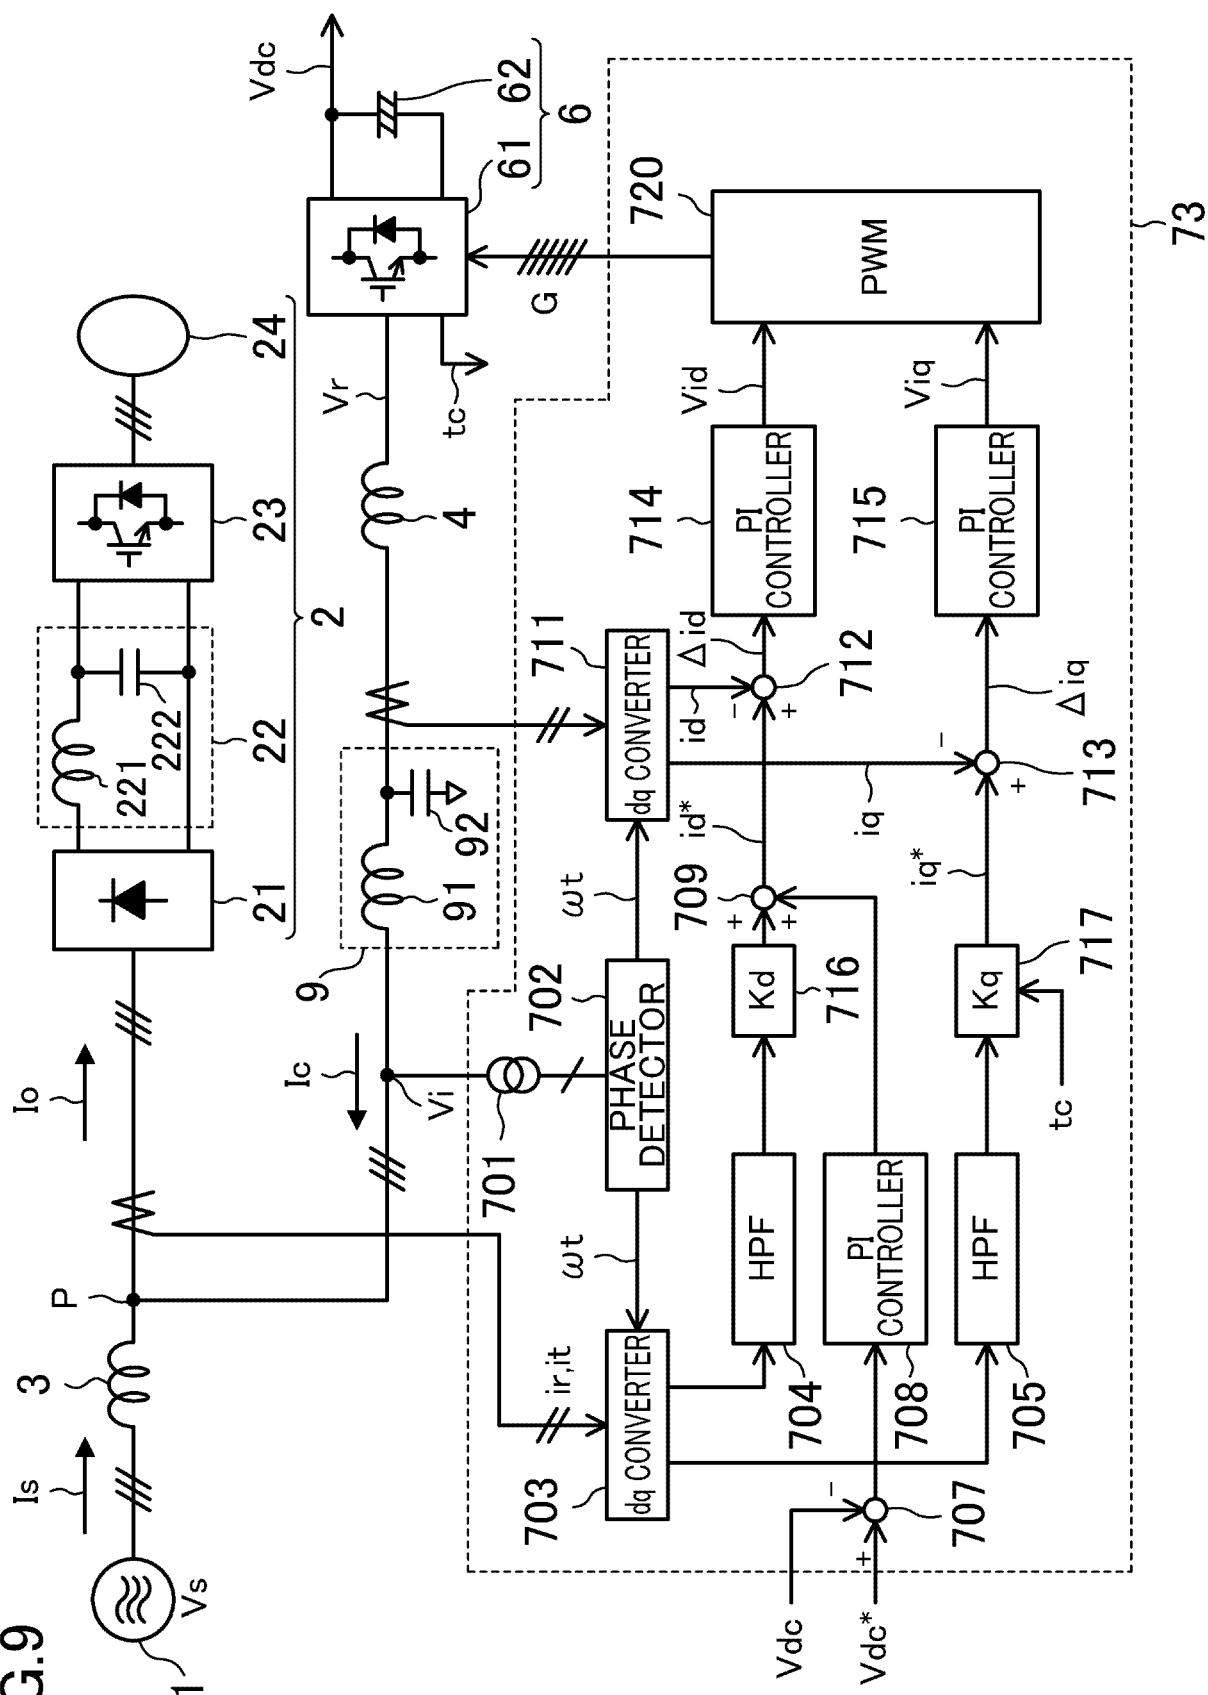 FIG.9
1
Vs
Is
3
P
Io
21
221
222
22
23
24
2
Ic
Vi
9
91
92
4
Vr
tc
61
62
6
Vdc
G
701
702
PHASE
DETECTOR
ωt
ωt
ir,it
703
dq CONVERTER
711
dq CONVERTER
704
HPF
Kd
716
709
+
+
id*
id
−
+
712
Δid
714
PI
CONTROLLER
Vid
720
PWM
Vdc
Vdc*
−
+
707
708
PI
CONTROLLER
705
HPF
Kq
717
tc
iq*
iq
−
+
713
Δiq
715
PI
CONTROLLER
Viq
73